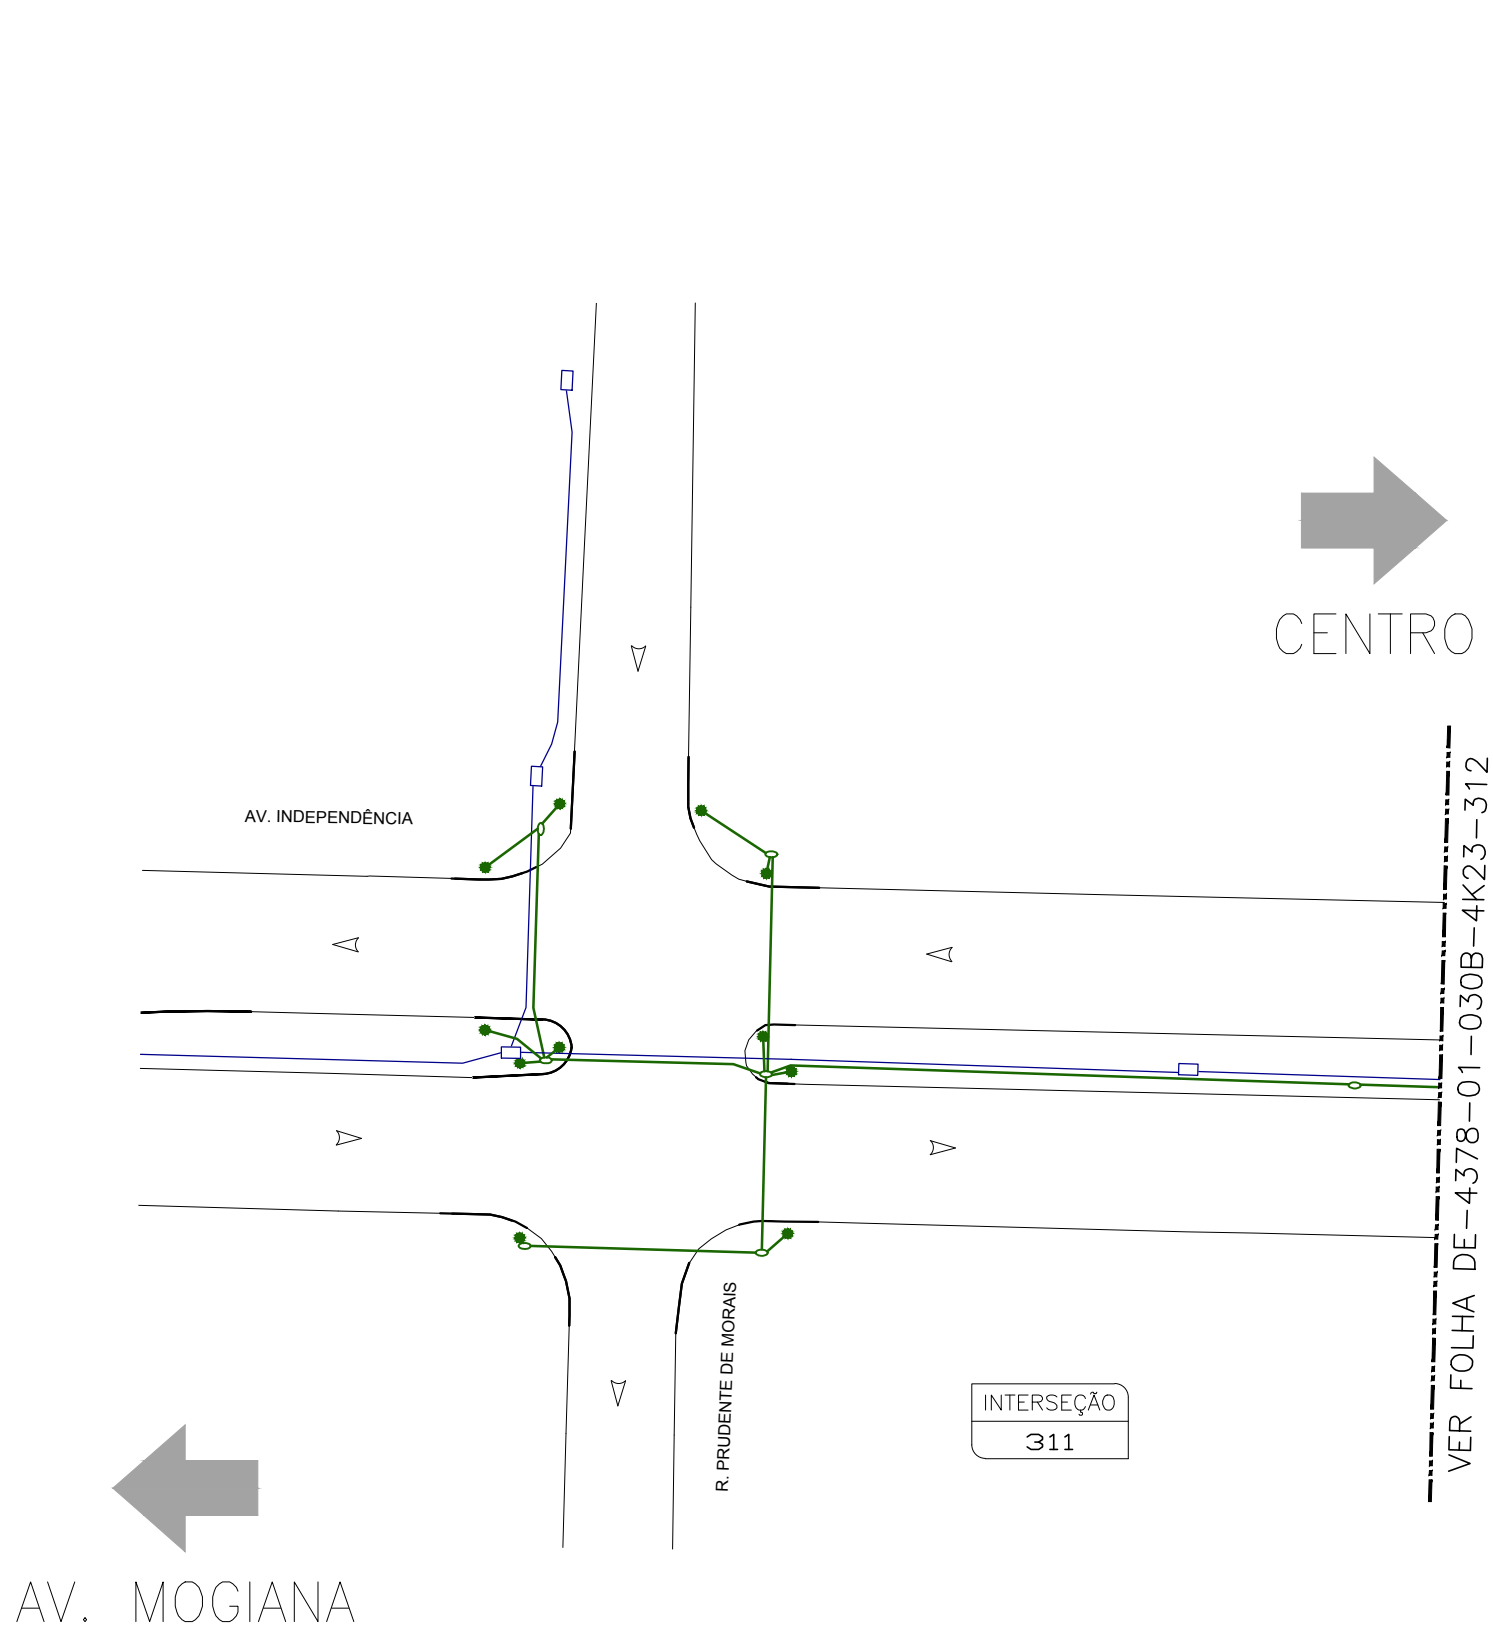 CENTRO
VER FOLHA DE-4378-01-030B-4K23-312
AV. INDEPENDÊNCIA
R. PRUDENTE DE MORAIS
INTERSEÇÃO
311
AV. MOGIANA